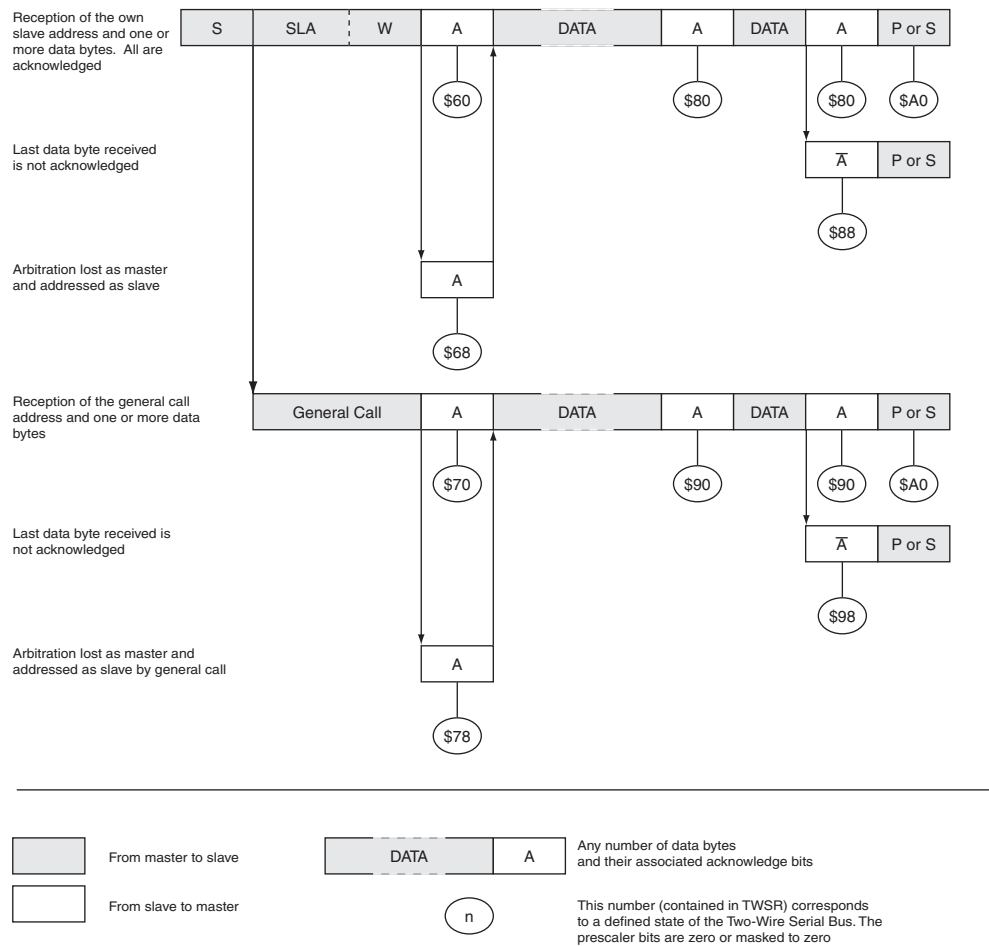 Reception of the own
slave address and one or
more data bytes. All are
acknowledged
S SLA W A DATA A DATA A P or S
$60 $80 $80 $A0
Last data byte received
is not acknowledged
A̅ P or S
$88
Arbitration lost as master
and addressed as slave
A
$68
Reception of the general call
address and one or more data
bytes
General Call A DATA A DATA A P or S
$70 $90 $90 $A0
Last data byte received is
not acknowledged
A̅ P or S
$98
Arbitration lost as master and
addressed as slave by general call
A
$78
From master to slave
From slave to master
DATA A
Any number of data bytes
and their associated acknowledge bits
n
This number (contained in TWSR) corresponds
to a defined state of the Two-Wire Serial Bus. The
prescaler bits are zero or masked to zero